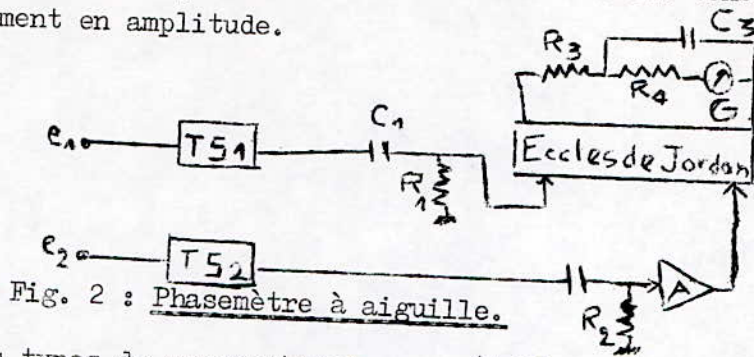 ment en amplitude.
C3
R3
R4
G
C1
e1
TS1
R1
Eccles de Jordan
e2
TS2
A
R2
Fig. 2 : Phasemètre à aiguille.
types